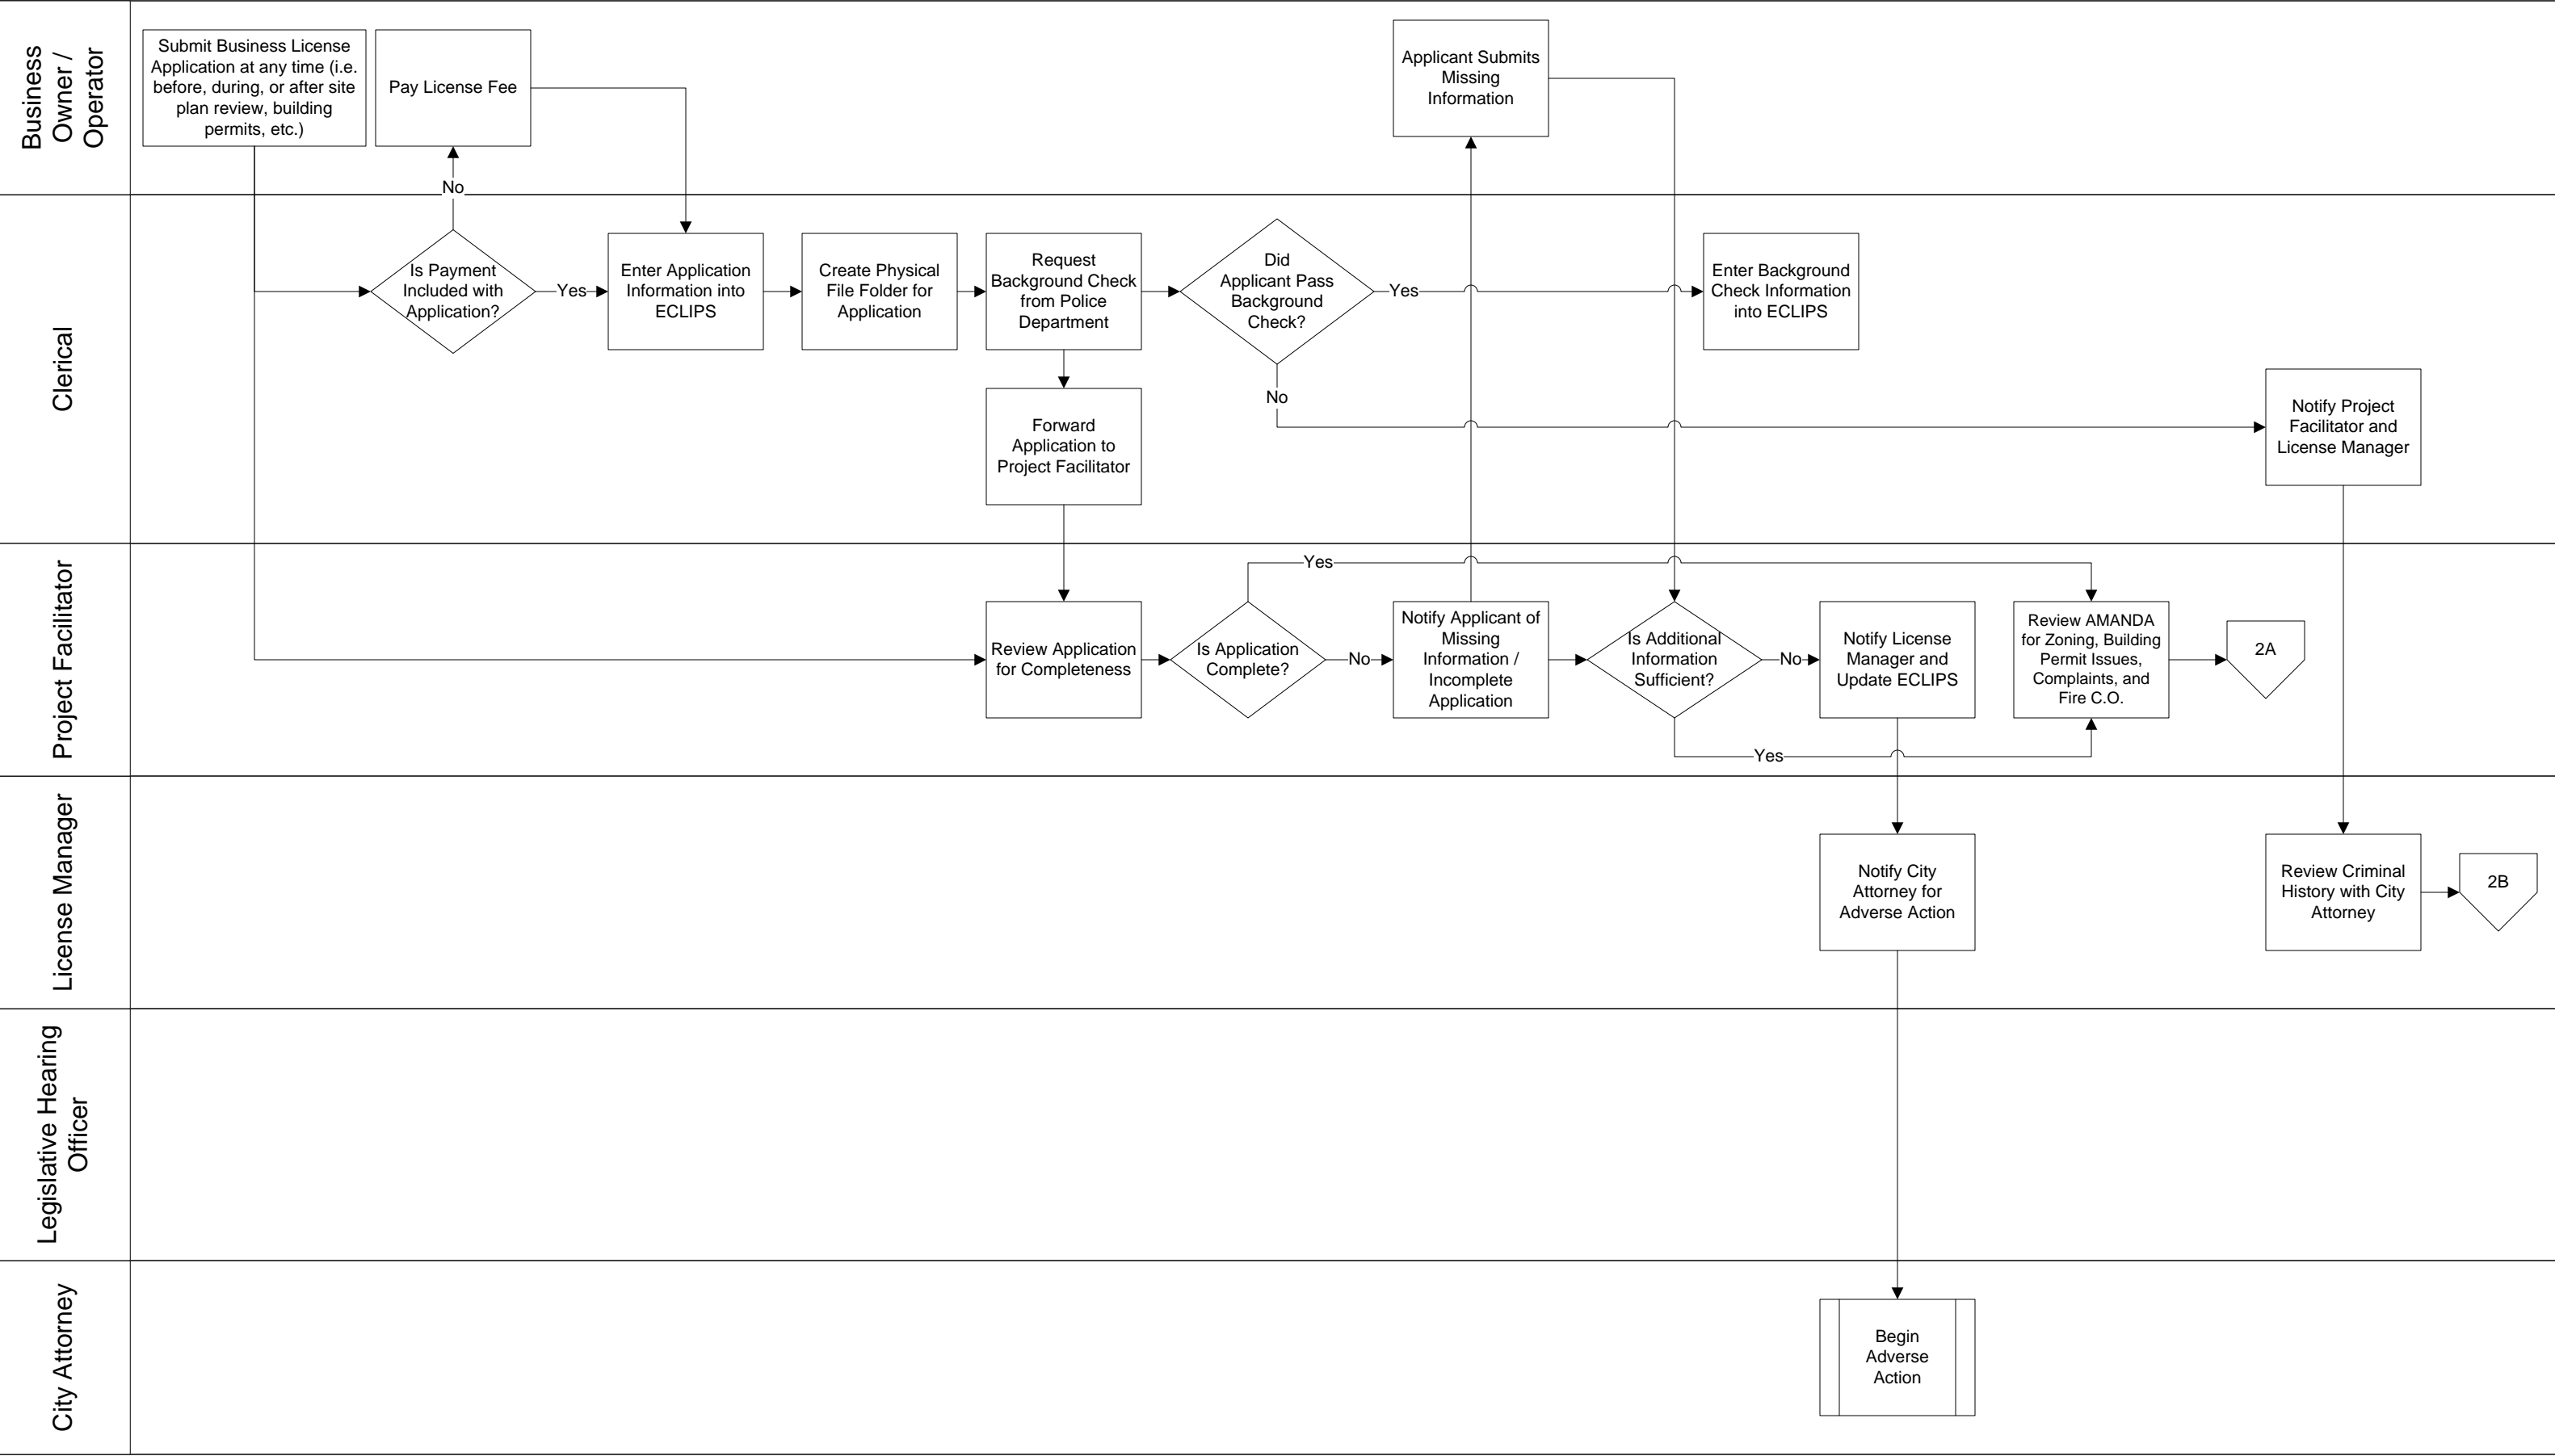 Business
Owner /
Operator
Submit Business License
Application at any time (i.e.
before, during, or after site
plan review, building
permits, etc.)
Pay License Fee
Applicant Submits
Missing
Information
No
Clerical
Is Payment
Included with
Application?
Yes
Enter Application
Information into
ECLIPS
Create Physical
File Folder for
Application
Request
Background Check
from Police
Department
Did
Applicant Pass
Background
Check?
Yes
Enter Background
Check Information
into ECLIPS
No
Forward
Application to
Project Facilitator
Notify Project
Facilitator and
License Manager
Project Facilitator
Yes
Review Application
for Completeness
Is Application
Complete?
No
Notify Applicant of
Missing
Information /
Incomplete
Application
Is Additional
Information
Sufficient?
No
Notify License
Manager and
Update ECLIPS
Review AMANDA
for Zoning, Building
Permit Issues,
Complaints, and
Fire C.O.
2A
Yes
License Manager
Notify City
Attorney for
Adverse Action
Review Criminal
History with City
Attorney
2B
Legislative Hearing
Officer
City Attorney
Begin
Adverse
Action